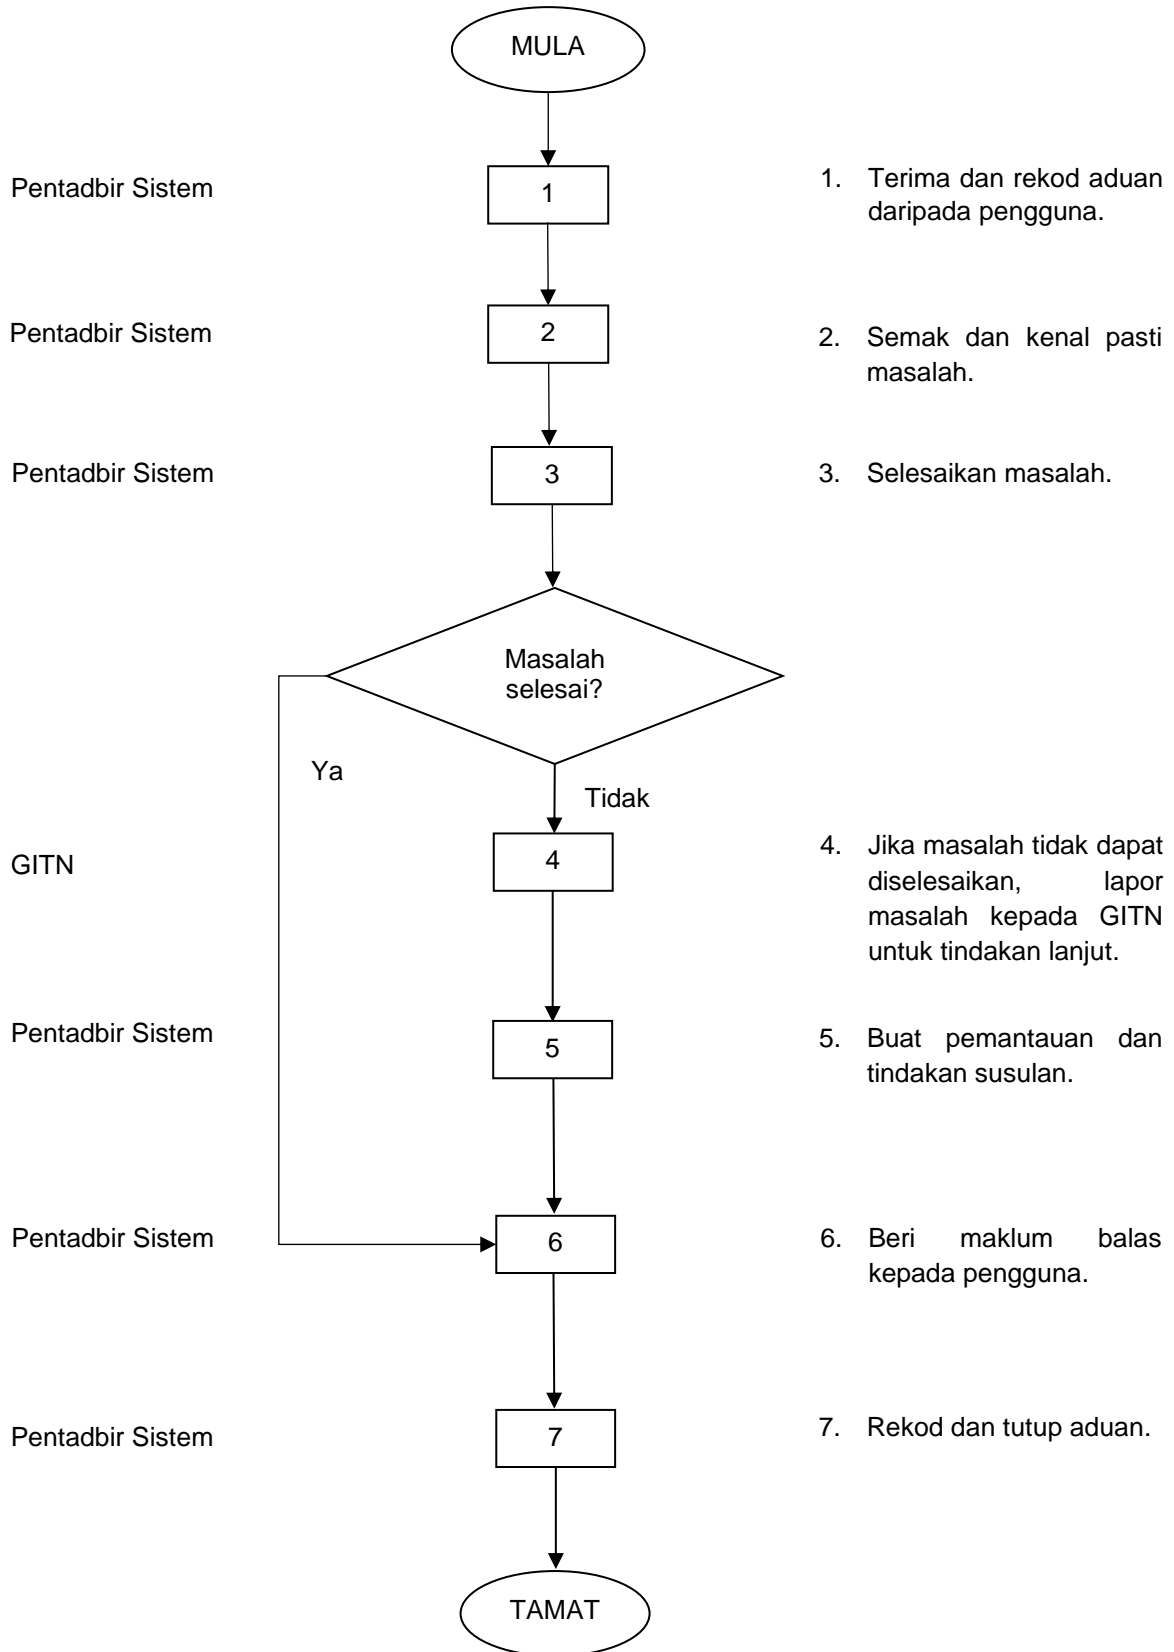 MULA
Pentadbir Sistem
1
1. Terima dan rekod aduan
daripada pengguna.
Pentadbir Sistem
2
2. Semak dan kenal pasti
masalah.
Pentadbir Sistem
3
3. Selesaikan masalah.
Masalah
selesai?
Ya
Tidak
GITN
4
4. Jika masalah tidak dapat
diselesaikan, lapor
masalah kepada GITN
untuk tindakan lanjut.
Pentadbir Sistem
5
5. Buat pemantauan dan
tindakan susulan.
Pentadbir Sistem
6
6. Beri maklum balas
kepada pengguna.
Pentadbir Sistem
7
7. Rekod dan tutup aduan.
TAMAT